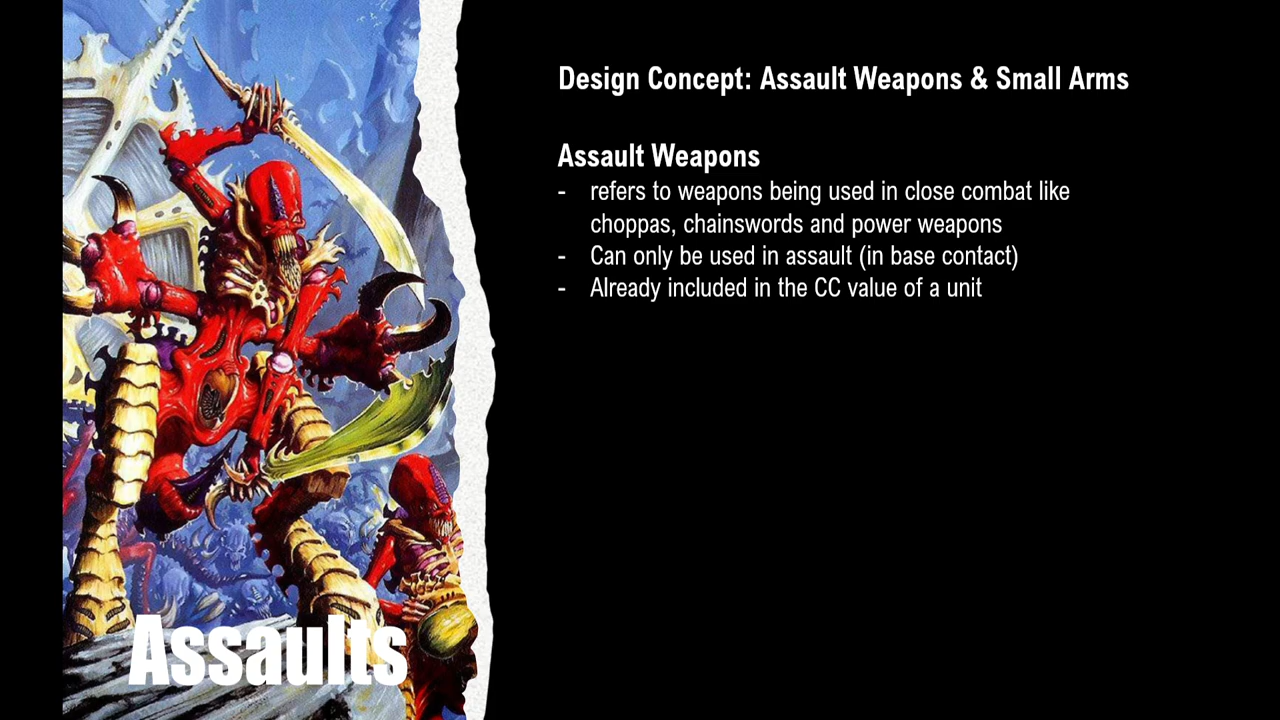 Design Concept: Assault Weapons & Small Arms
Assault Weapons
- refers to weapons being used in close combat like
choppas, chainswords and power weapons
- Can only be used in assault (in base contact)
- Already included in the CC value of a unit
Assaults